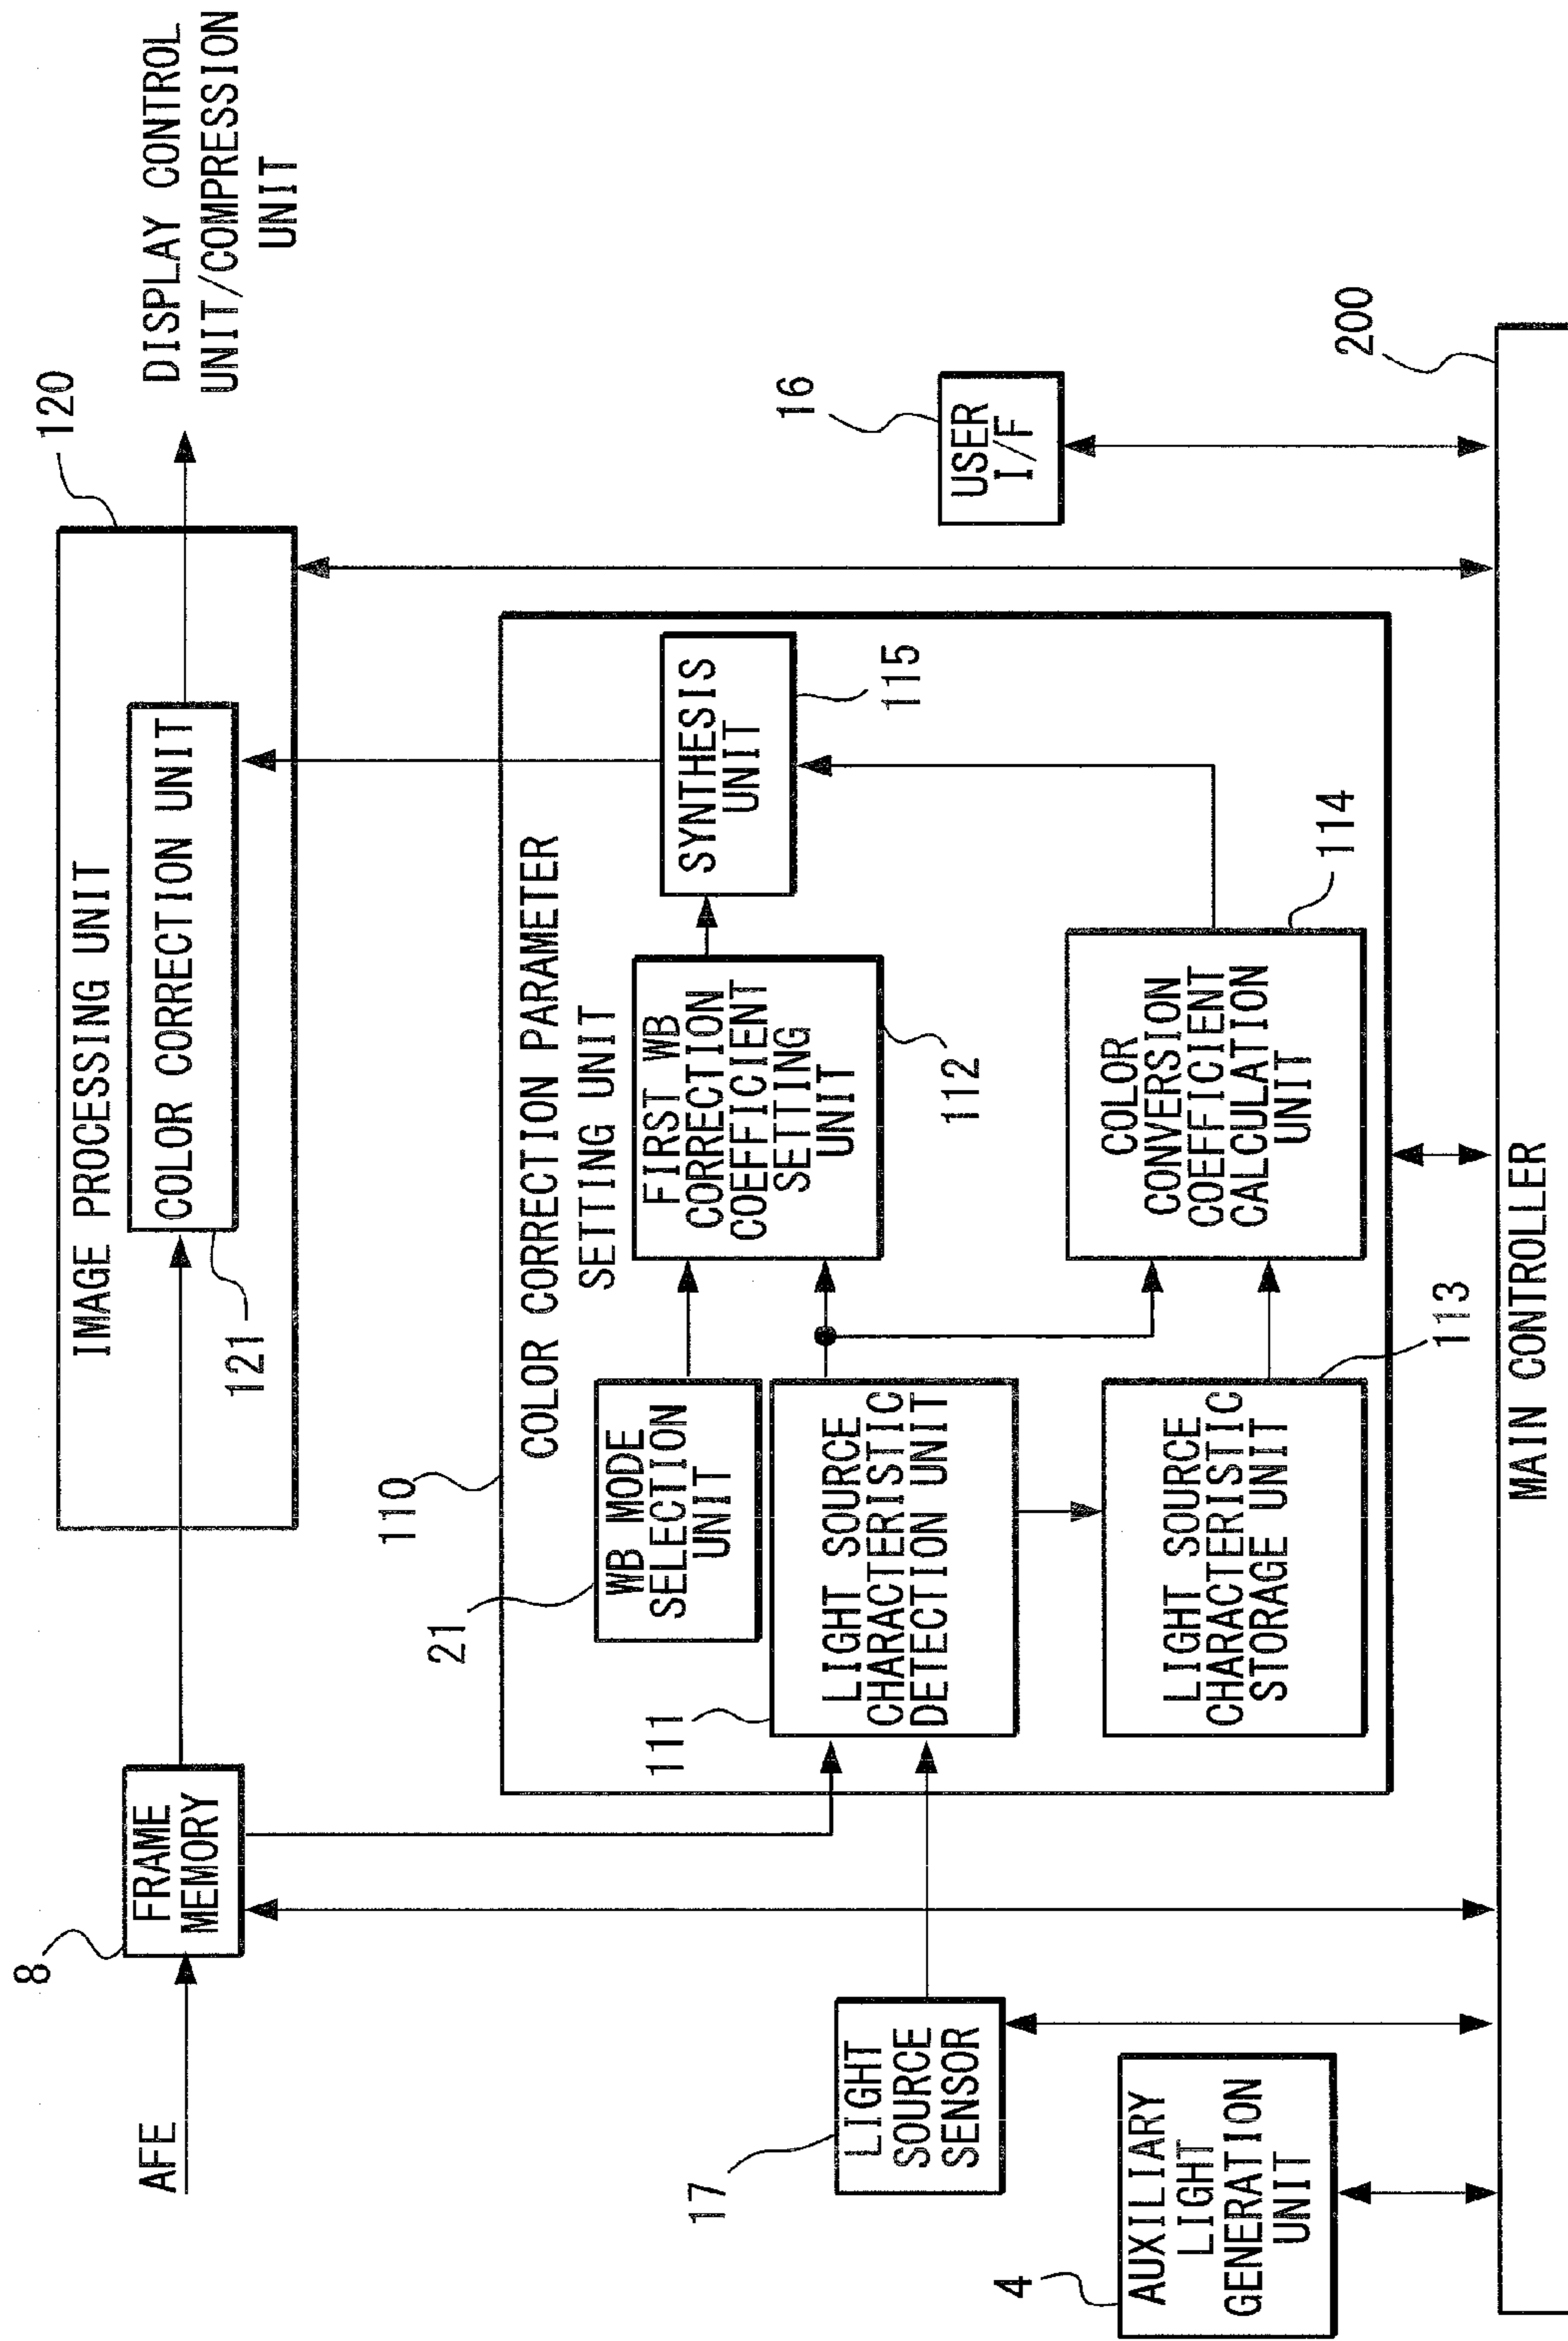 AFE
8
FRAME
MEMORY
IMAGE PROCESSING UNIT
120
COLOR CORRECTION UNIT
121
DISPLAY CONTROL
UNIT/COMPRESSION
UNIT
110
COLOR CORRECTION PARAMETER
SETTING UNIT
21
WB MODE
SELECTION
UNIT
FIRST WB
CORRECTION
COEFFICIENT
SETTING
UNIT
112
SYNTHESIS
UNIT
115
111
LIGHT SOURCE
CHARACTERISTIC
DETECTION UNIT
LIGHT SOURCE
CHARACTERISTIC
STORAGE UNIT
113
COLOR
CONVERSION
COEFFICIENT
CALCULATION
UNIT
114
17
LIGHT
SOURCE
SENSOR
16
USER
I/F
4
AUXILIARY
LIGHT
GENERATION
UNIT
200
MAIN CONTROLLER